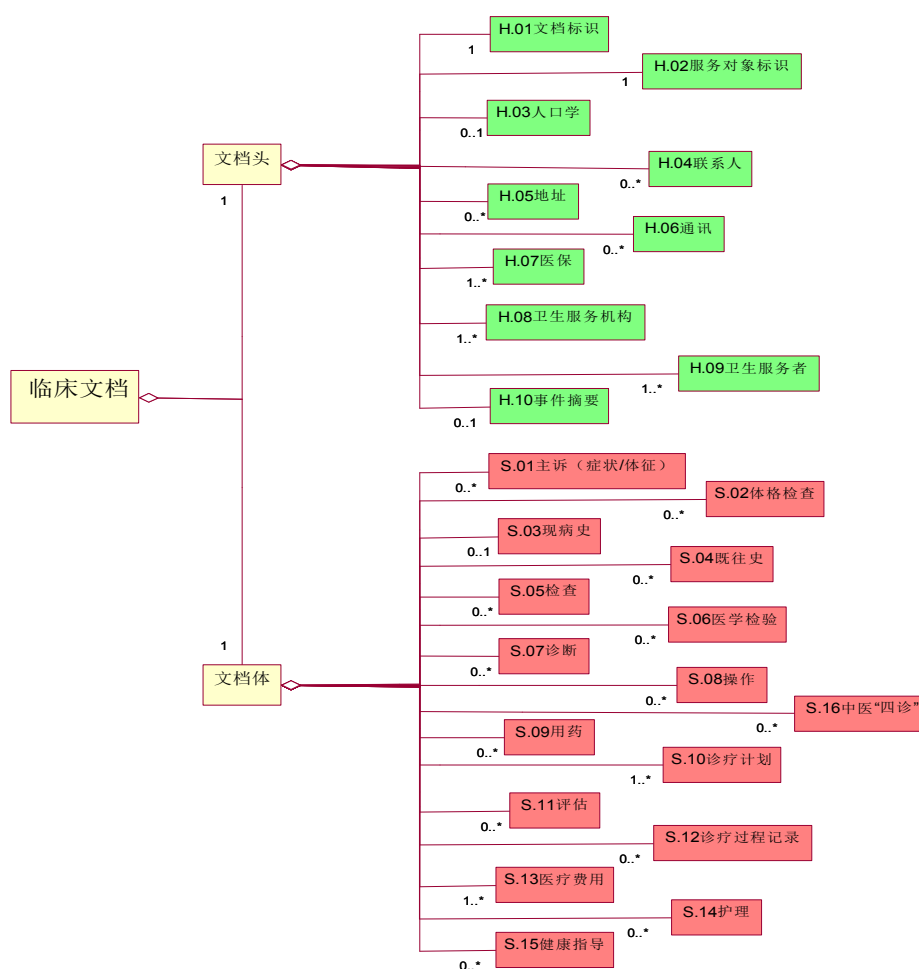 H.01文档标识
1
H.02服务对象标识
1
H.03人口学
0..1
文档头
1
H.04联系人
0..*
H.05地址
0..*
H.06通讯
0..*
H.07医保
1..*
H.08卫生服务机构
1..*
H.09卫生服务者
1..*
H.10事件摘要
0..1
临床文档
S.01主诉（症状/体征）
0..*
S.02体格检查
0..*
S.03现病史
0..1
S.04既往史
0..*
S.05检查
0..*
S.06医学检验
0..*
1
文档体
S.07诊断
0..*
S.08操作
0..*
S.16中医“四诊”
0..*
S.09用药
0..*
S.10诊疗计划
1..*
S.11评估
0..*
S.12诊疗过程记录
0..*
S.13医疗费用
1..*
S.14护理
0..*
S.15健康指导
0..*